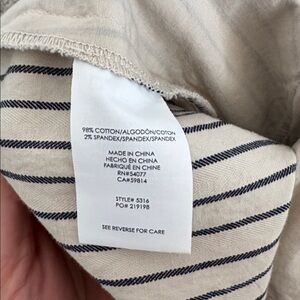 98% COTTON/ALGODÓN/COTON
2% SPANDEX/SPANDEX/SPANDEX
MADE IN CHINA
HECHO EN CHINA
FABRIQUÉ EN CHINE
RN#54077
CA#59814
STYLE# 5316
PO# 219198
SEE REVERSE FOR CARE